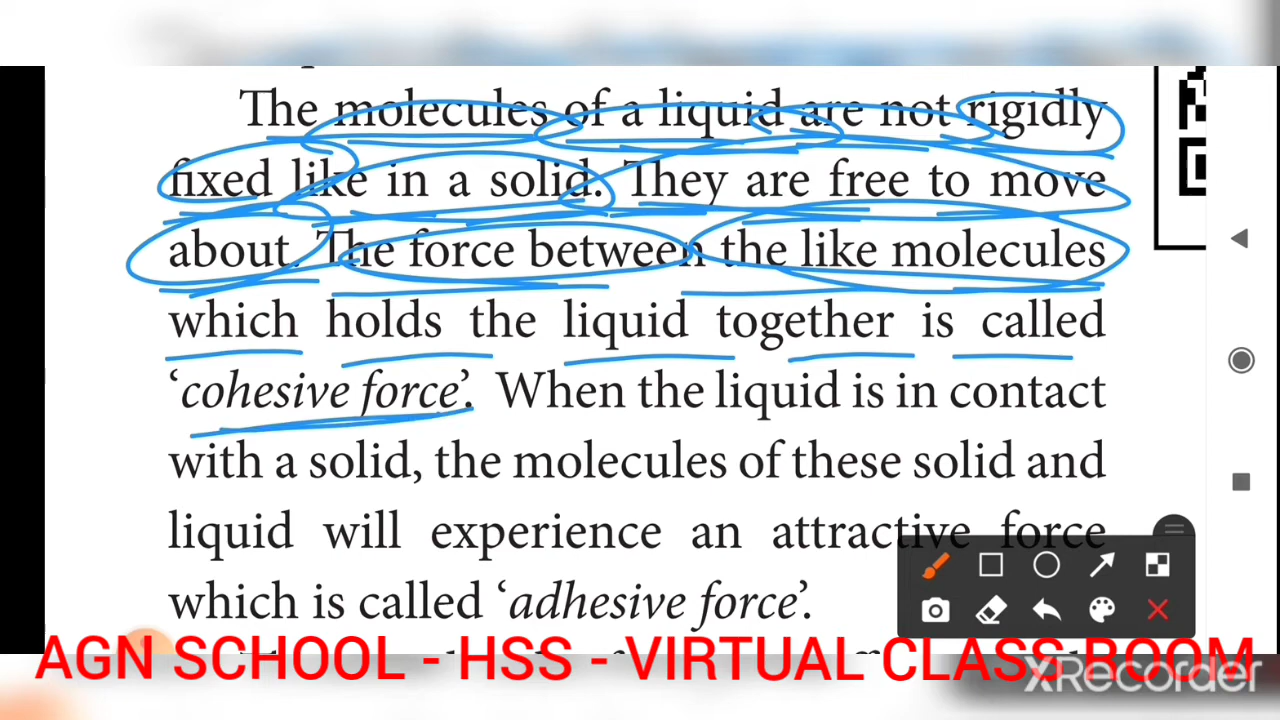 The molecules of a liquid are not rigidly
fixed like in a solid. They are free to move
about. The force between the like molecules
which holds the liquid together is called
‘cohesive force’. When the liquid is in contact
with a solid, the molecules of these solid and
liquid will experience an attractive force
which is called ‘adhesive force’.
AGN SCHOOL - HSS - VIRTUAL CLASS ROOM
XRecorder